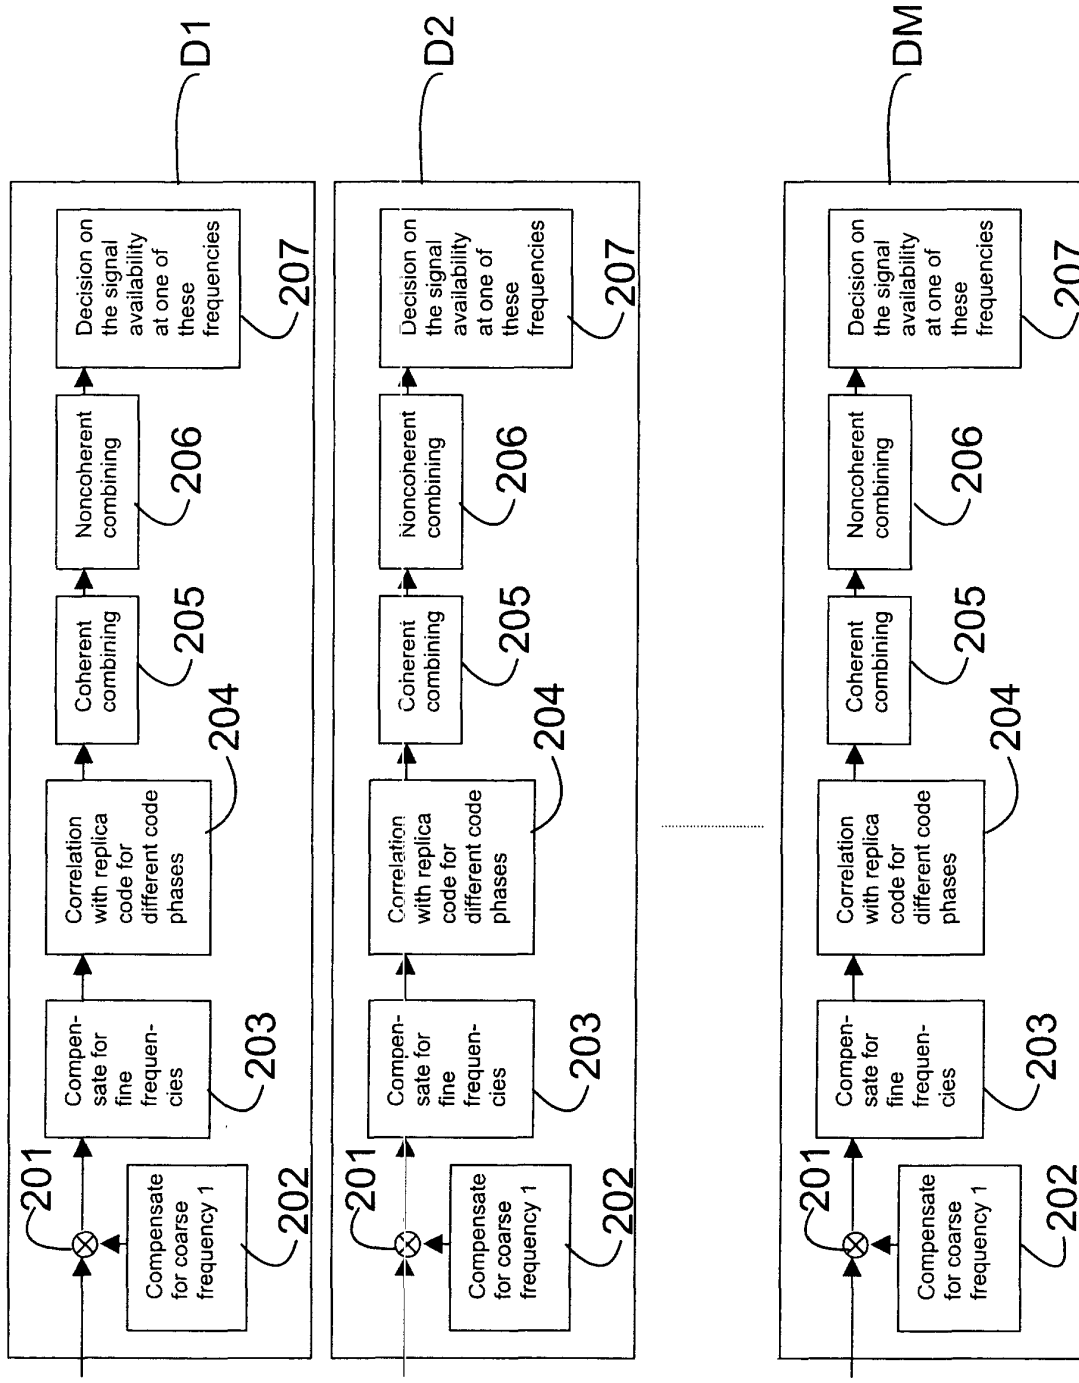 D1
201
Compensate
for coarse
frequency 1
202
Compen-
sate for
fine
frequen-
cies
203
Correlation
with replica
code for
different code
phases
204
Coherent
combining
205
Noncoherent
combining
206
Decision on
the signal
availability
at one of
these
frequencies
207
D2
201
Compensate
for coarse
frequency 1
202
Compen-
sate for
fine
frequen-
cies
203
Correlation
with replica
code for
different code
phases
204
Coherent
combining
205
Noncoherent
combining
206
Decision on
the signal
availability
at one of
these
frequencies
207
DM
201
Compensate
for coarse
frequency 1
202
Compen-
sate for
fine
frequen-
cies
203
Correlation
with replica
code for
different code
phases
204
Coherent
combining
205
Noncoherent
combining
206
Decision on
the signal
availability
at one of
these
frequencies
207